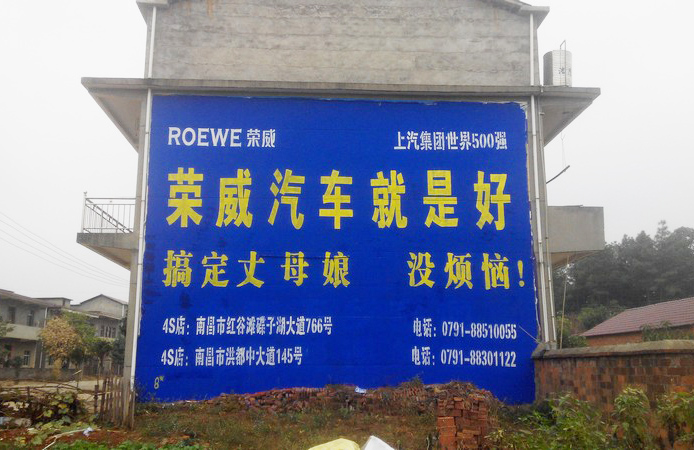 ROEWE 荣威 上汽集团世界500强
荣威汽车就是好
搞定丈母娘 没烦恼!
4S店：南昌市红谷滩碟子湖大道766号 电话：0791-88510055
4S店：南昌市洪都中大道145号 电话：0791-88301122
8#